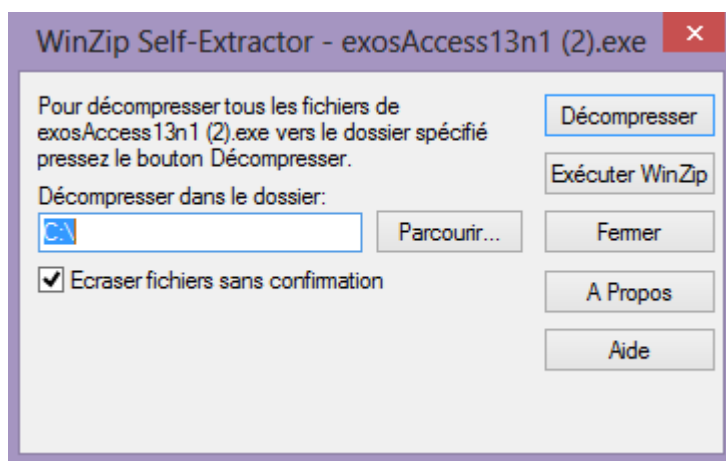 WinZip Self-Extractor - exosAccess13n1 (2).exe
Pour décompresser tous les fichiers de
exosAccess13n1 (2).exe vers le dossier spécifié
pressez le bouton Décompresser.
Décompresser dans le dossier:
C:\
Parcourir...
Ecraser fichiers sans confirmation
Décompresser
Exécuter WinZip
Fermer
A Propos
Aide